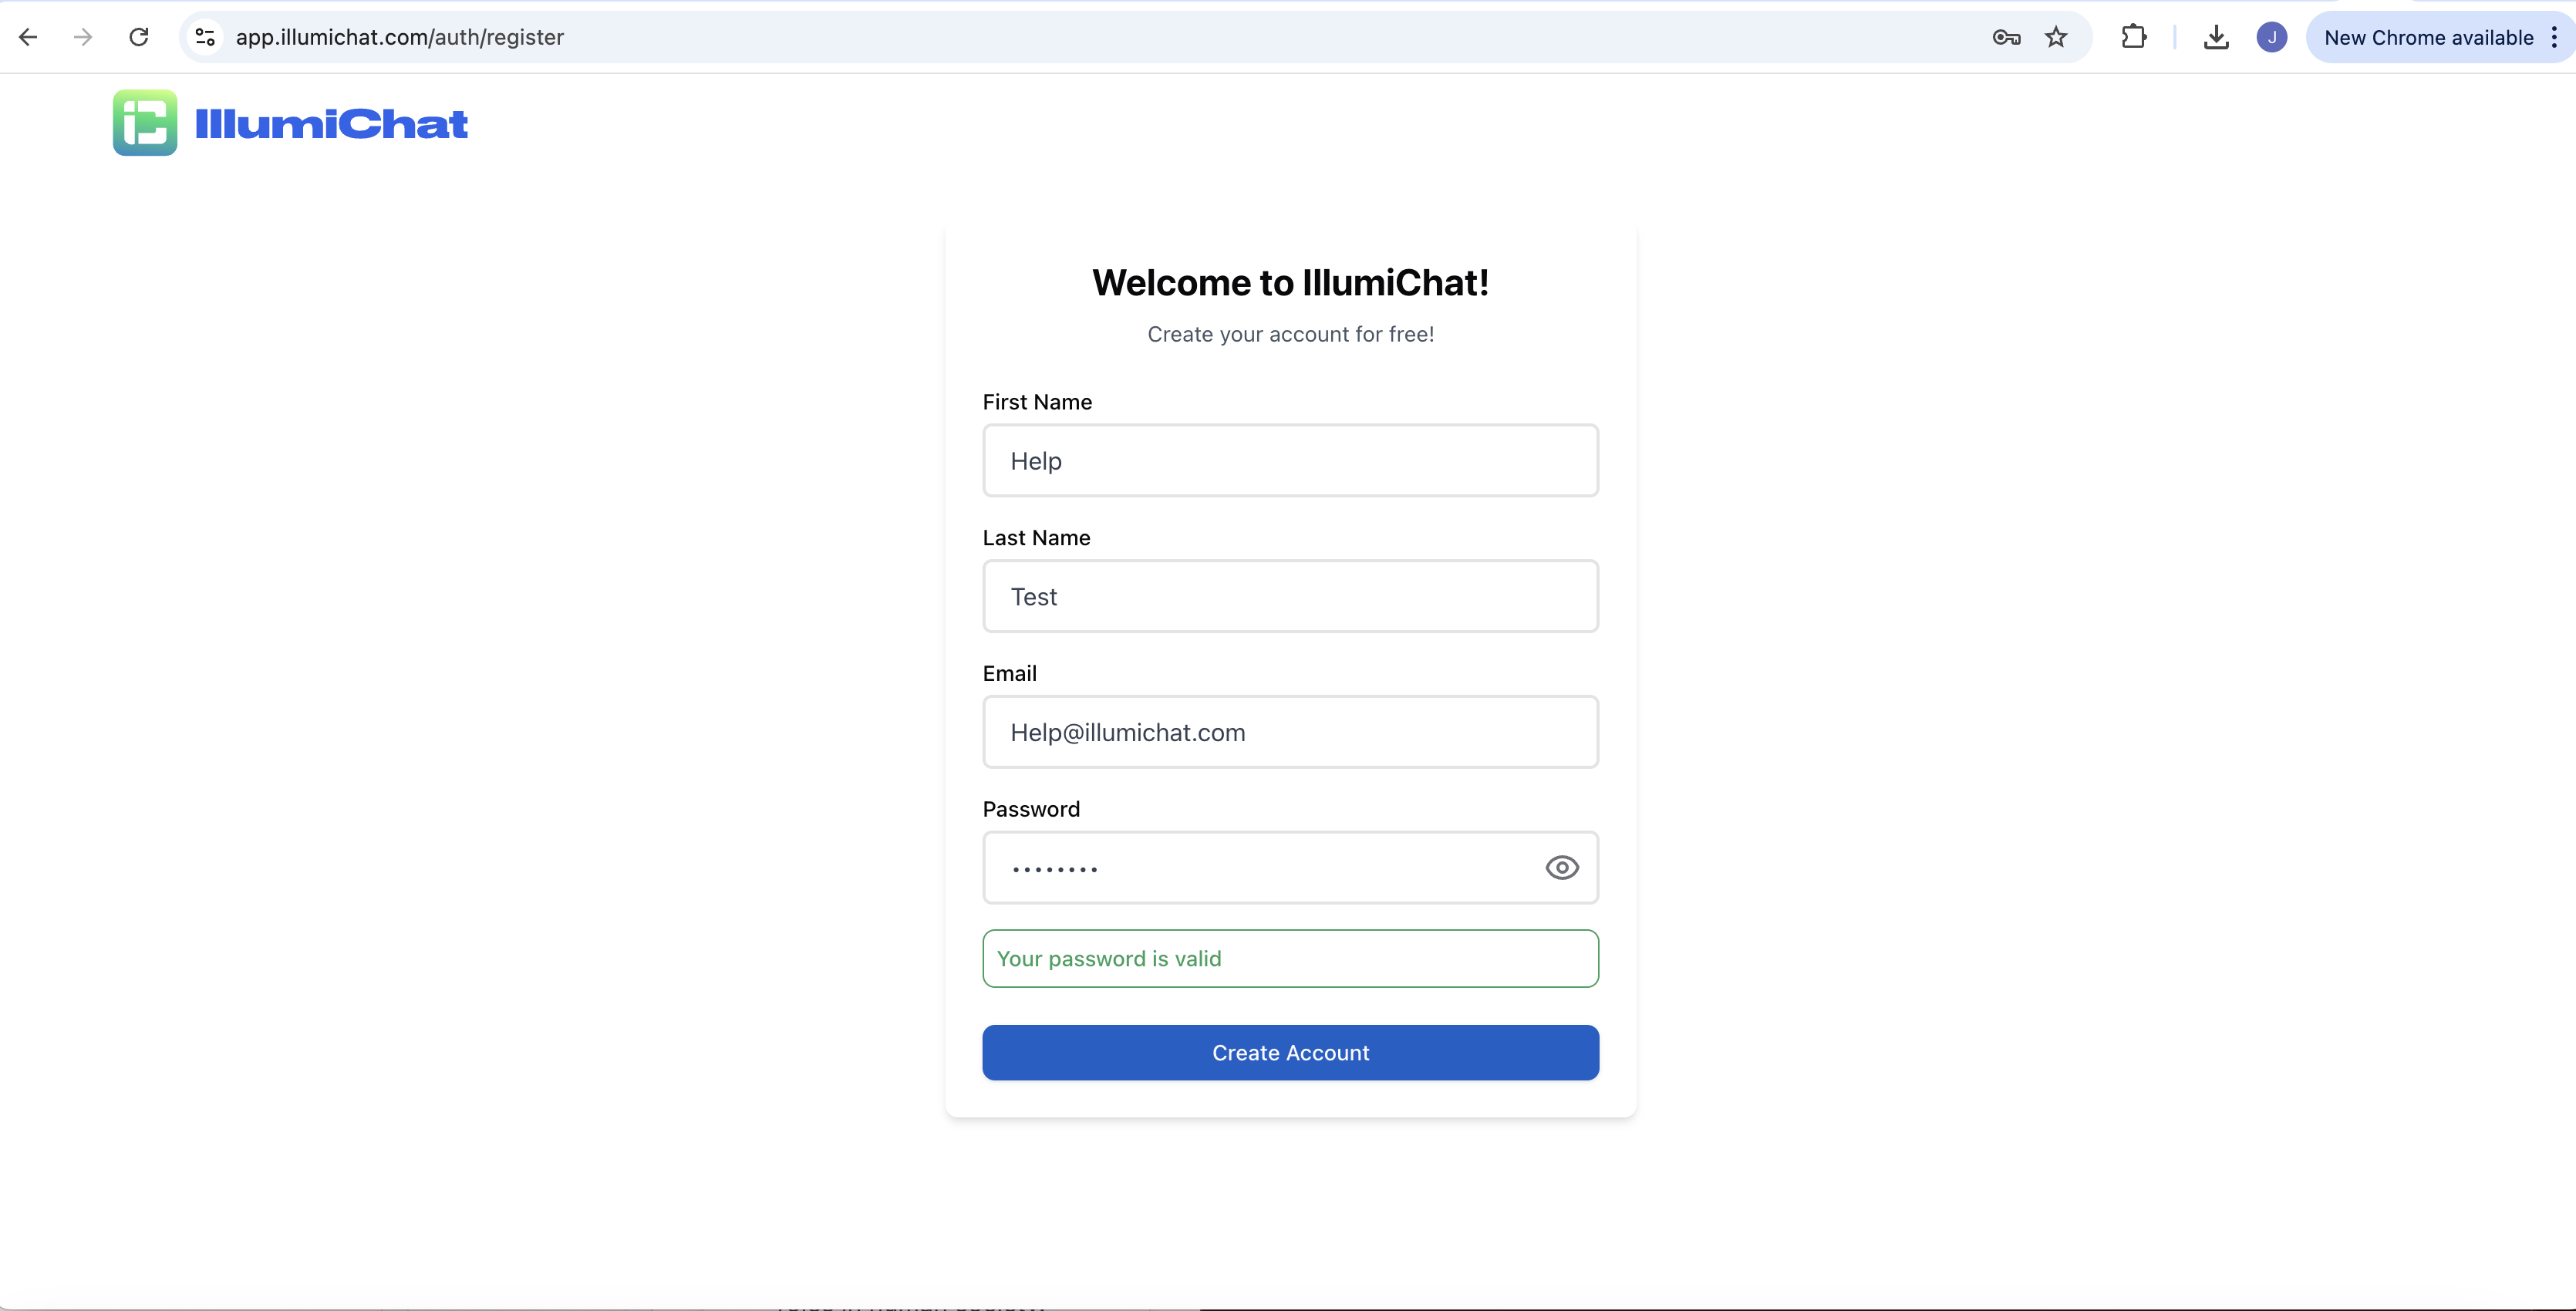 app.illumichat.com/auth/register
J
New Chrome available
IllumiChat
Welcome to IllumiChat!
Create your account for free!
First Name
Help
Last Name
Test
Email
Help@illumichat.com
Password
••••••••
Your password is valid
Create Account